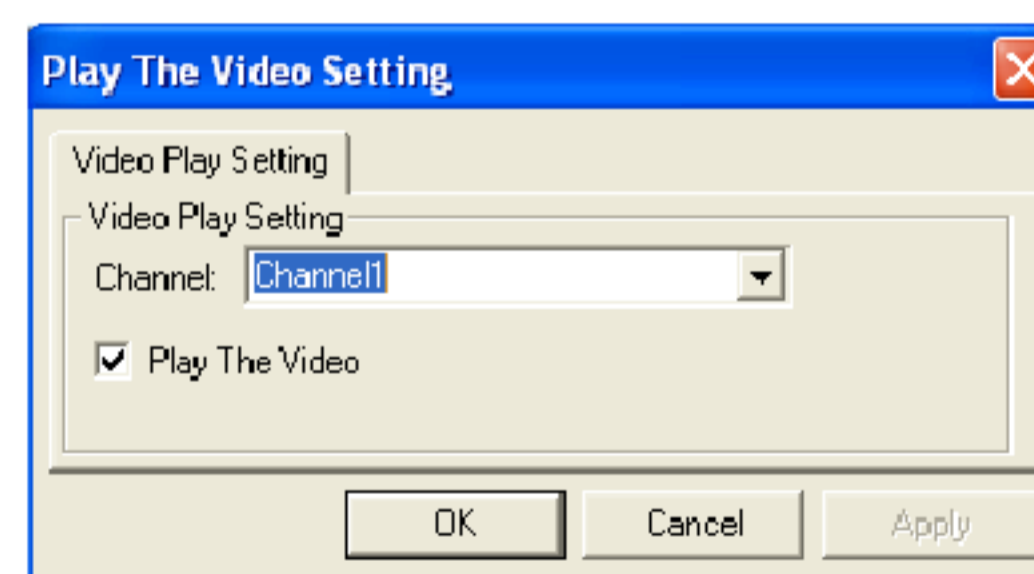 Play The Video Setting
Video Play Setting
Video Play Setting
Channel: Channel1
Play The Video
OK Cancel Apply